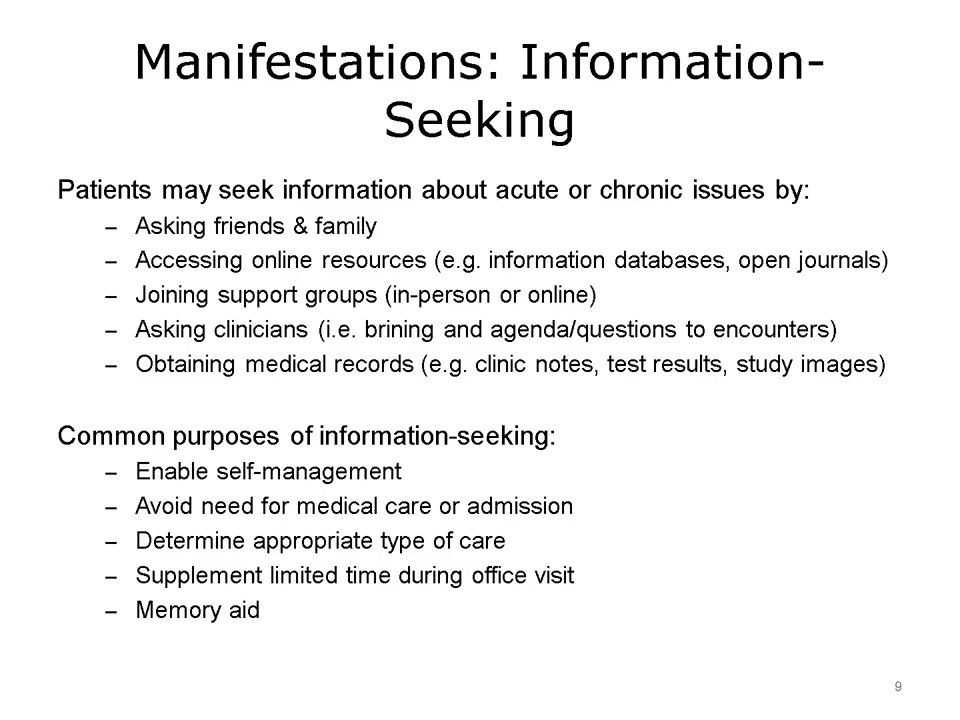 Manifestations: Information-
Seeking
Patients may seek information about acute or chronic issues by:
– Asking friends & family
– Accessing online resources (e.g. information databases, open journals)
– Joining support groups (in-person or online)
– Asking clinicians (i.e. brining and agenda/questions to encounters)
– Obtaining medical records (e.g. clinic notes, test results, study images)
Common purposes of information-seeking:
– Enable self-management
– Avoid need for medical care or admission
– Determine appropriate type of care
– Supplement limited time during office visit
– Memory aid
9